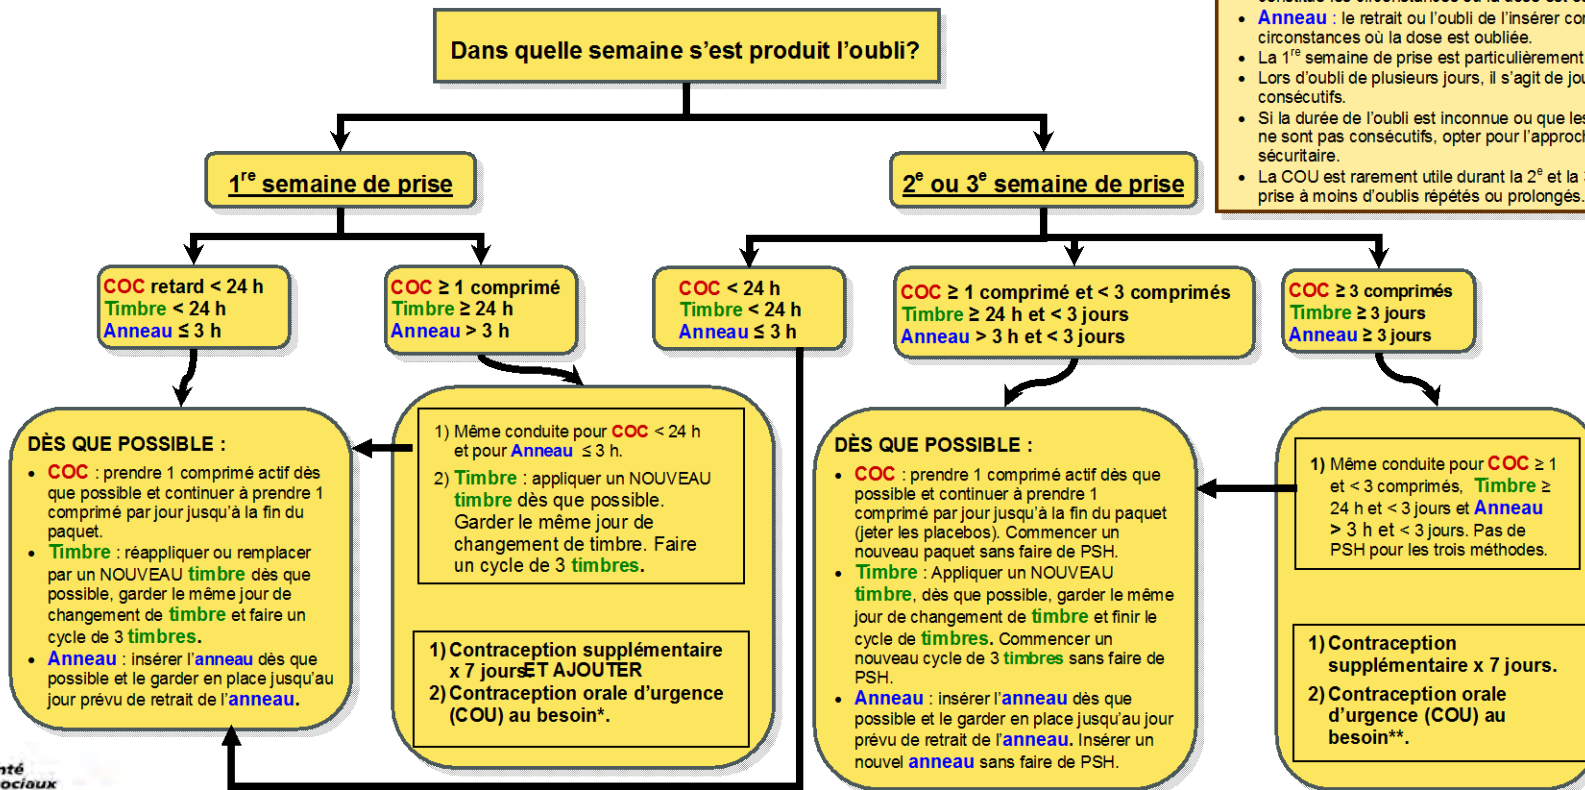 Dans quelle semaine s'est produit l'oubli?
• Anneau : le retrait ou l'oubli de l'insérer
circonstances où la dose est oubliée.
• La 1re semaine de prise est particulièrement
• Lors d'oubli de plusieurs jours, il s'agit de
consécutifs.
• Si la durée de l'oubli est inconnue ou que les
ne sont pas consécutifs, opter pour
sécuritaire.
• La COU est rarement utile durant la 2e et la
prise à moins d'oublis répétés ou prolongés.
1re semaine de prise
2e ou 3e semaine de prise
COC retard < 24 h
Timbre < 24 h
Anneau ≤ 3 h
COC ≥ 1 comprimé
Timbre ≥ 24 h
Anneau > 3 h
COC < 24 h
Timbre < 24 h
Anneau ≤ 3 h
COC ≥ 1 comprimé et < 3 comprimés
Timbre ≥ 24 h et < 3 jours
Anneau > 3 h et < 3 jours
COC ≥ 3 comprimés
Timbre ≥ 3 jours
Anneau ≥ 3 jours
DÈS QUE POSSIBLE :
• COC : prendre 1 comprimé actif dès
que possible et continuer à prendre 1
comprimé par jour jusqu'à la fin du
paquet.
• Timbre : réappliquer ou remplacer
par un NOUVEAU timbre dès que
possible, garder le même jour de
changement de timbre et faire un
cycle de 3 timbres.
• Anneau : insérer l'anneau dès que
possible et le garder en place jusqu'au
jour prévu de retrait de l'anneau.
1) Même conduite pour COC < 24 h
et pour Anneau ≤ 3 h.
2) Timbre : appliquer un NOUVEAU
timbre dès que possible.
Garder le même jour de
changement de timbre. Faire
un cycle de 3 timbres.
1) Contraception supplémentaire
x 7 jours ET AJOUTER
2) Contraception orale d'urgence
(COU) au besoin*.
DÈS QUE POSSIBLE :
• COC : prendre 1 comprimé actif dès que
possible et continuer à prendre 1
comprimé par jour jusqu'à la fin du paquet
(jeter les placebos). Commencer un
nouveau paquet sans faire de PSH.
• Timbre : Appliquer un NOUVEAU
timbre, dès que possible, garder le même
jour de changement de timbre et finir le
cycle de timbres. Commencer un
nouveau cycle de 3 timbres sans faire de
PSH.
• Anneau : insérer l'anneau dès que
possible et le garder en place jusqu'au jour
prévu de retrait de l'anneau. Insérer un
nouvel anneau sans faire de PSH.
1) Même conduite pour COC ≥ 1
et < 3 comprimés, Timbre ≥
24 h et < 3 jours et Anneau
> 3 h et < 3 jours. Pas de
PSH pour les trois méthodes.
1) Contraception
supplémentaire x 7 jours.
2) Contraception orale
d'urgence (COU) au
besoin**.